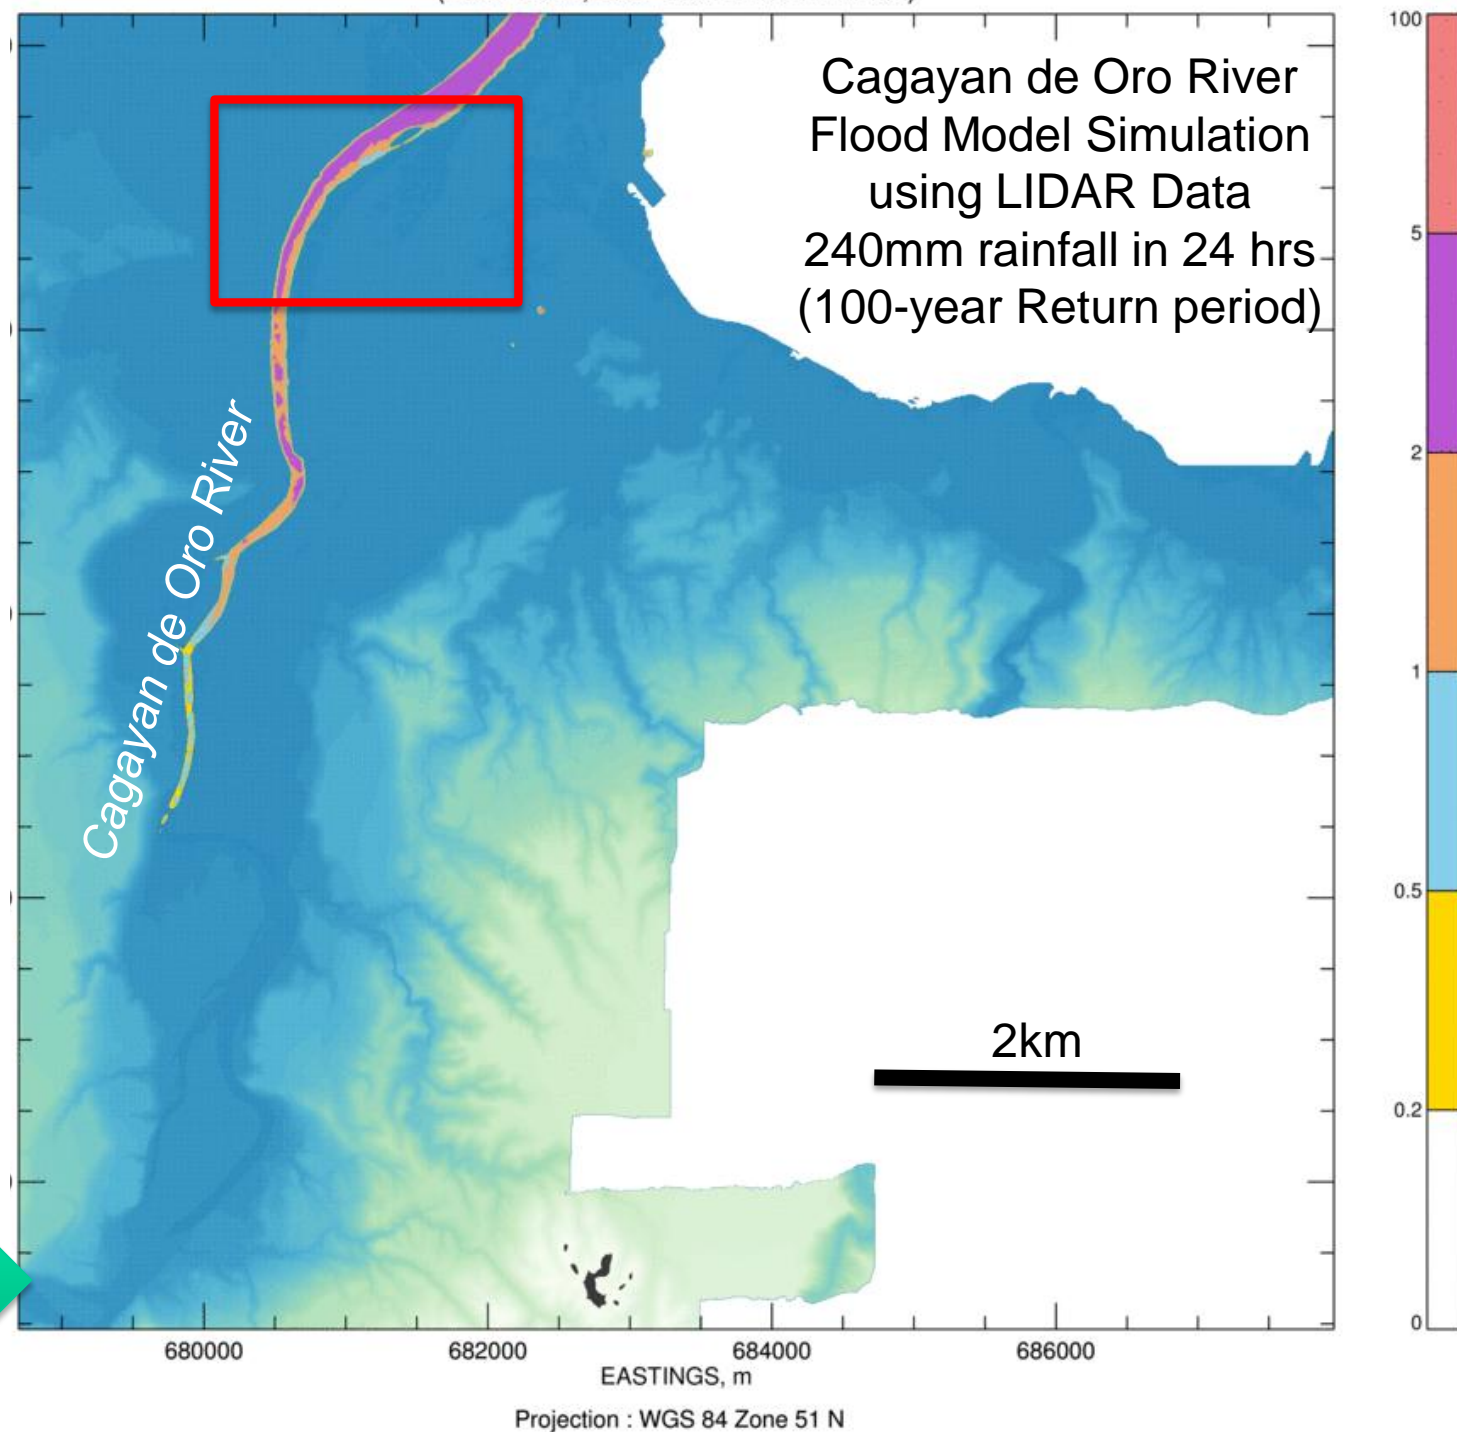 Cagayan de Oro River
Flood Model Simulation
using LIDAR Data
240mm rainfall in 24 hrs
(100-year Return period)
Cagayan de Oro River
2km
100
5
2
1
0.5
0.2
0
680000
682000
684000
686000
EASTINGS, m
Projection : WGS 84 Zone 51 N